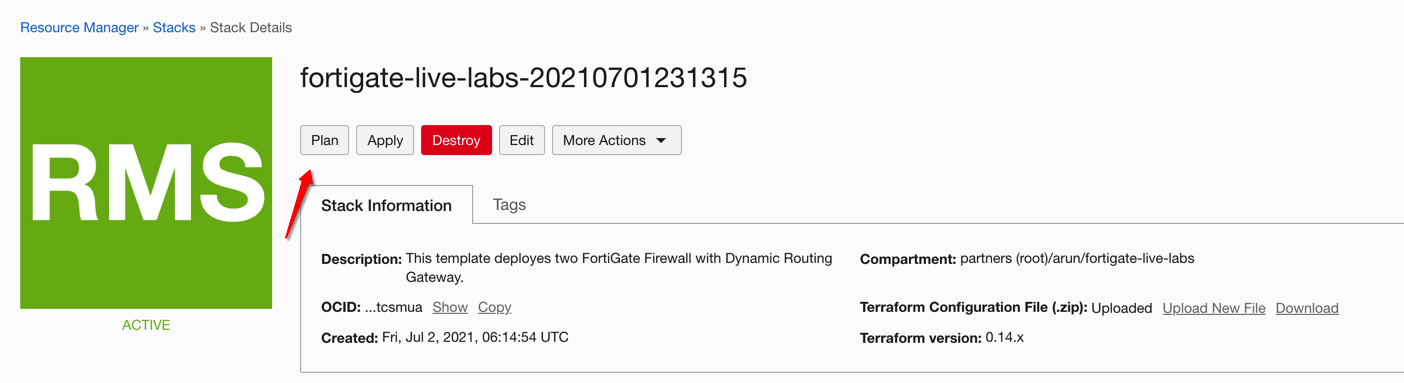 Resource Manager » Stacks » Stack Details
RMS
ACTIVE
fortigate-live-labs-20210701231315
Plan Apply Destroy Edit More Actions
Stack Information Tags
Description: This template deployes two FortiGate Firewall with Dynamic Routing
Gateway.
OCID: ...tcsmua Show Copy
Created: Fri, Jul 2, 2021, 06:14:54 UTC
Compartment: partners (root)/arun/fortigate-live-labs
Terraform Configuration File (.zip): Uploaded Upload New File Download
Terraform version: 0.14.x